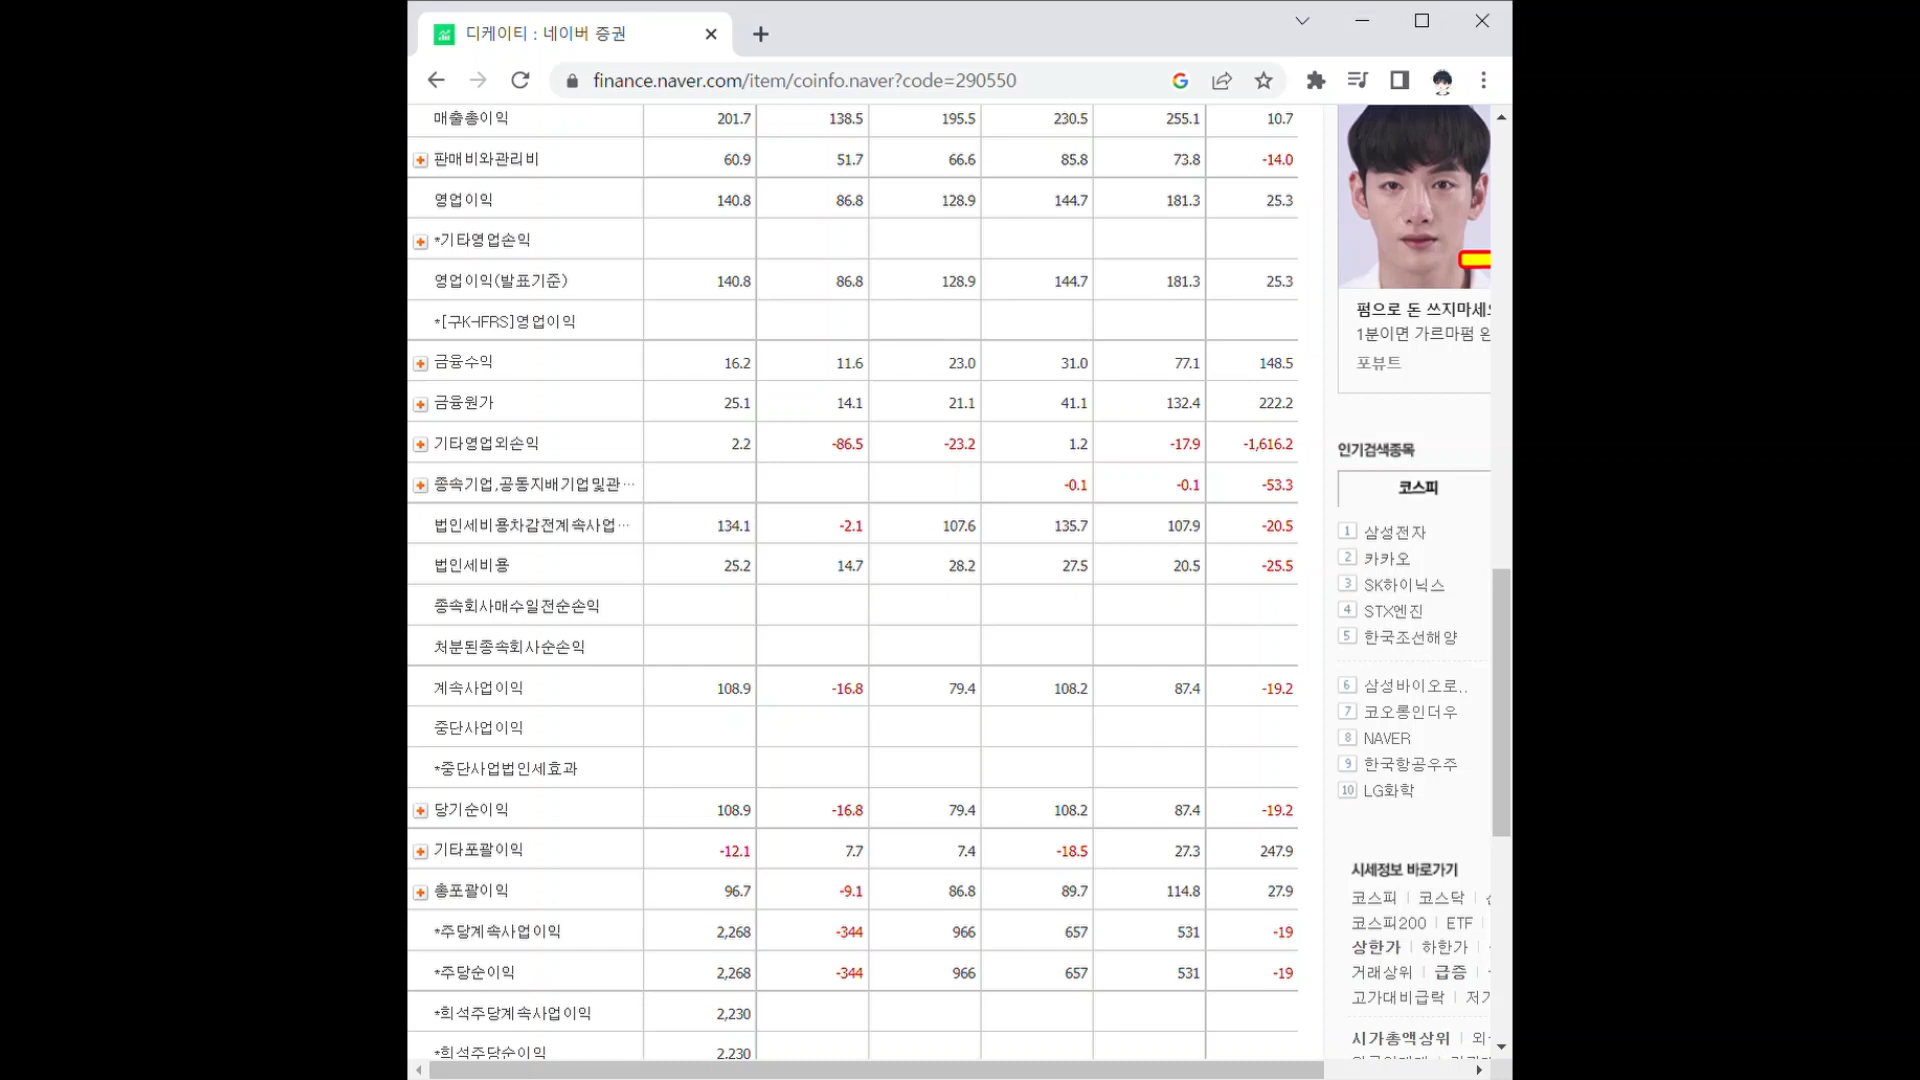 디케이티 : 네이버 증권
finance.naver.com/item/coinfo.naver?code=290550
매출총이익 201.7 138.5 195.5 230.5 255.1 10.7
판매비와관리비 60.9 51.7 66.6 85.8 73.8 -14.0
영업이익 140.8 86.8 128.9 144.7 181.3 25.3
*기타영업손익
영업이익(발표기준) 140.8 86.8 128.9 144.7 181.3 25.3
*[구K-IFRS]영업이익
금융수익 16.2 11.6 23.0 31.0 77.1 148.5
금융원가 25.1 14.1 21.1 41.1 132.4 222.2
기타영업외손익 2.2 -86.5 -23.2 1.2 -17.9 -1,616.2
종속기업,공동지배기업및관… -0.1 -0.1 -53.3
법인세비용차감전계속사업… 134.1 -2.1 107.6 135.7 107.9 -20.5
법인세비용 25.2 14.7 28.2 27.5 20.5 -25.5
종속회사매수일전순손익
처분된종속회사순손익
계속사업이익 108.9 -16.8 79.4 108.2 87.4 -19.2
중단사업이익
*중단사업법인세효과
당기순이익 108.9 -16.8 79.4 108.2 87.4 -19.2
기타포괄이익 -12.1 7.7 7.4 -18.5 27.3 247.9
총포괄이익 96.7 -9.1 86.8 89.7 114.8 27.9
*주당계속사업이익 2,268 -344 966 657 531 -19
*주당순이익 2,268 -344 966 657 531 -19
*희석주당계속사업이익 2,230
*희석주당순이익 2,230
펌으로 돈 쓰지마세요
1분이면 가르마펌 완
포뷰트
인기검색종목
코스피
1 삼성전자
2 카카오
3 SK하이닉스
4 STX엔진
5 한국조선해양
6 삼성바이오로..
7 코오롱인더우
8 NAVER
9 한국항공우주
10 LG화학
시세정보 바로가기
코스피 | 코스닥 |
코스피200 | ETF
상한가 | 하한가 |
거래상위 | 급증 |
고가대비급락 | 저가
시가총액상위 | 외